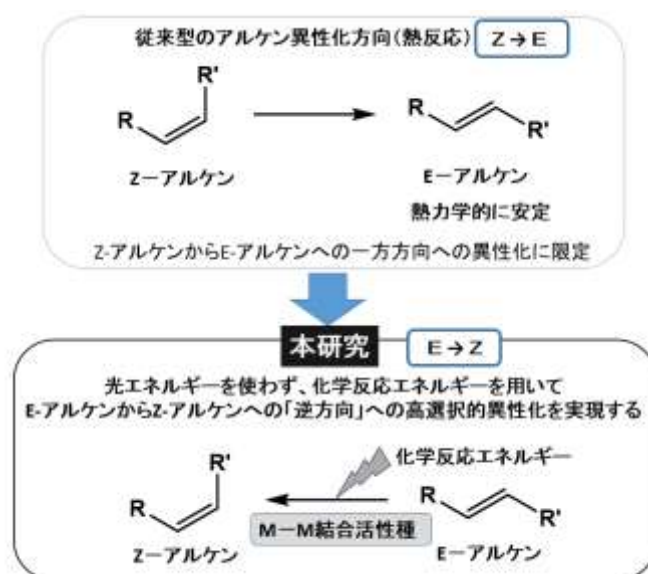 従来型のアルケン異性化方向(熱反応) Z→E
R'
R
R'
Z－アルケン
E－アルケン
熱力学的に安定
Z-アルケンからE-アルケンへの一方方向への異性化に限定
本研究 E→Z
光エネルギーを使わず、化学反応エネルギーを用いて
E-アルケンからZ-アルケンへの「逆方向」への高選択的異性化を実現する
化学反応エネルギー
R'
R
R
R'
M－M結合活性種
Z－アルケン
E－アルケン